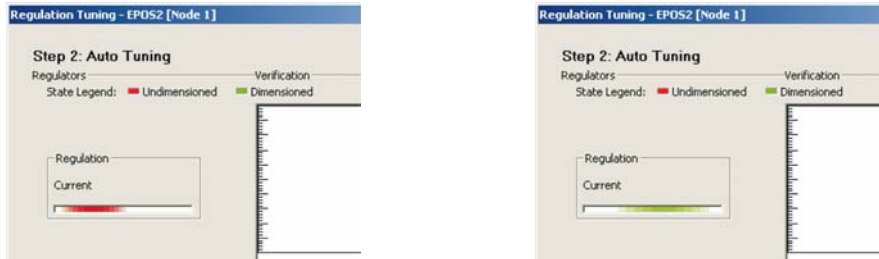 Regulation Tuning - EPOS2 [Node 1]
Step 2: Auto Tuning
Regulators
Verification
State Legend: Undimensioned Dimensioned
Regulation
Current
Regulation Tuning - EPOS2 [Node 1]
Step 2: Auto Tuning
Regulators
Verification
State Legend: Undimensioned Dimensioned
Regulation
Current